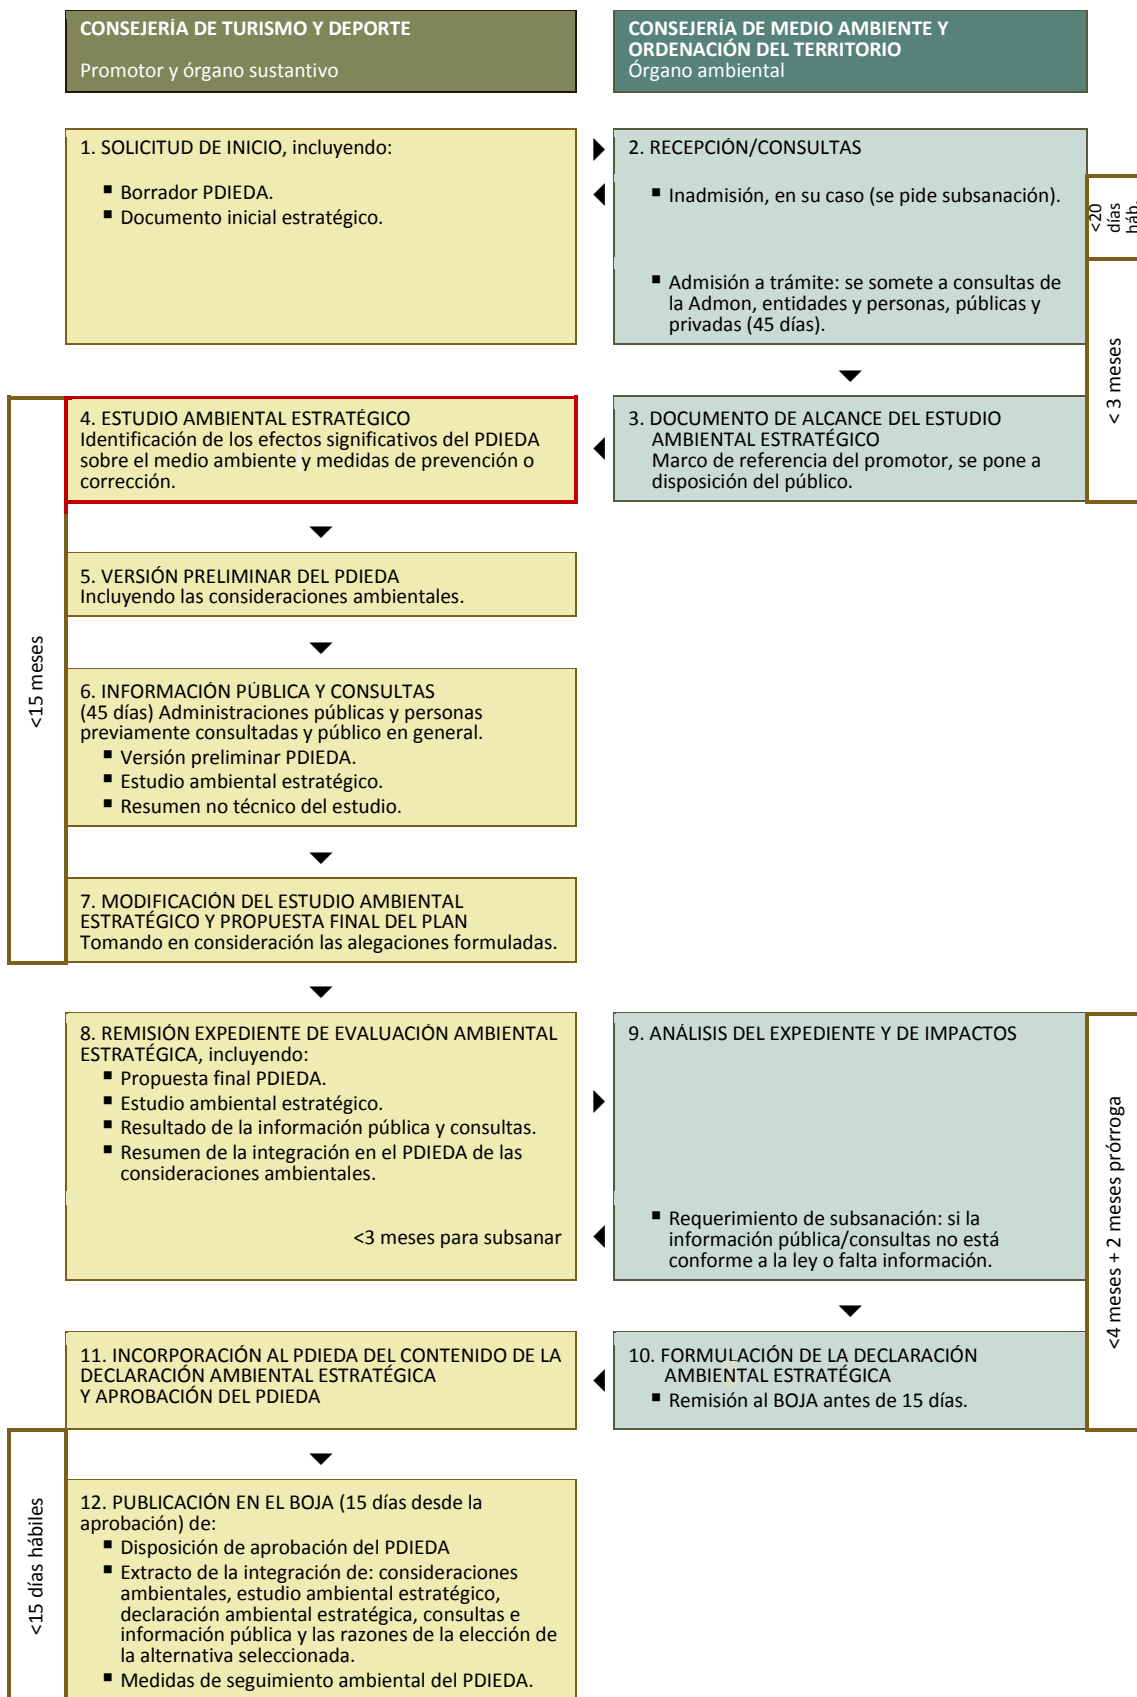 CONSEJERÍA DE TURISMO Y DEPORTE
Promotor y órgano sustantivo
CONSEJERÍA DE MEDIO AMBIENTE Y
ORDENACIÓN DEL TERRITORIO
Órgano ambiental
1. SOLICITUD DE INICIO, incluyendo:
▪ Borrador PDIEDA.
▪ Documento inicial estratégico.
2. RECEPCIÓN/CONSULTAS
▪ Inadmisión, en su caso (se pide subsanación).
▪ Admisión a trámite: se somete a consultas de
la Admon, entidades y personas, públicas y
privadas (45 días).
<20
días
háb.
< 3 meses
4. ESTUDIO AMBIENTAL ESTRATÉGICO
Identificación de los efectos significativos del PDIEDA
sobre el medio ambiente y medidas de prevención o
corrección.
3. DOCUMENTO DE ALCANCE DEL ESTUDIO
AMBIENTAL ESTRATÉGICO
Marco de referencia del promotor, se pone a
disposición del público.
<15 meses
5. VERSIÓN PRELIMINAR DEL PDIEDA
Incluyendo las consideraciones ambientales.
6. INFORMACIÓN PÚBLICA Y CONSULTAS
(45 días) Administraciones públicas y personas
previamente consultadas y público en general.
▪ Versión preliminar PDIEDA.
▪ Estudio ambiental estratégico.
▪ Resumen no técnico del estudio.
7. MODIFICACIÓN DEL ESTUDIO AMBIENTAL
ESTRATÉGICO Y PROPUESTA FINAL DEL PLAN
Tomando en consideración las alegaciones formuladas.
8. REMISIÓN EXPEDIENTE DE EVALUACIÓN AMBIENTAL
ESTRATÉGICA, incluyendo:
▪ Propuesta final PDIEDA.
▪ Estudio ambiental estratégico.
▪ Resultado de la información pública y consultas.
▪ Resumen de la integración en el PDIEDA de las
consideraciones ambientales.
<3 meses para subsanar
9. ANÁLISIS DEL EXPEDIENTE Y DE IMPACTOS
▪ Requerimiento de subsanación: si la
información pública/consultas no está
conforme a la ley o falta información.
<4 meses + 2 meses prórroga
11. INCORPORACIÓN AL PDIEDA DEL CONTENIDO DE LA
DECLARACIÓN AMBIENTAL ESTRATÉGICA
Y APROBACIÓN DEL PDIEDA
10. FORMULACIÓN DE LA DECLARACIÓN
AMBIENTAL ESTRATÉGICA
▪ Remisión al BOJA antes de 15 días.
<15 días hábiles
12. PUBLICACIÓN EN EL BOJA (15 días desde la
aprobación) de:
▪ Disposición de aprobación del PDIEDA
▪ Extracto de la integración de: consideraciones
ambientales, estudio ambiental estratégico,
declaración ambiental estratégica, consultas e
información pública y las razones de la elección de
la alternativa seleccionada.
▪ Medidas de seguimiento ambiental del PDIEDA.